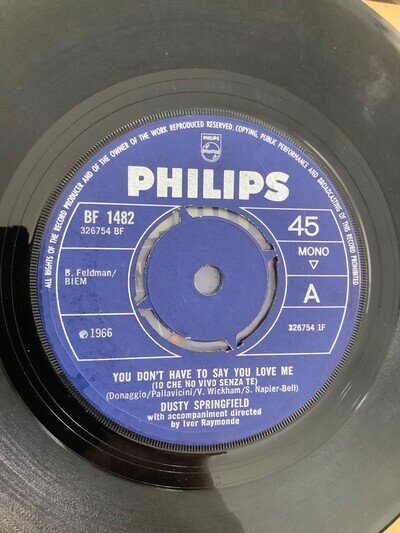 ALL RIGHTS OF THE RECORD PRODUCER AND OF THE OWNER OF THE WORK REPRODUCED RESERVED, COPYING, PUBLIC PERFORMANCE AND BROADCASTING OF THIS RECORD PROHIBITED
PHILIPS
PHILIPS
BF 1482
326754 BF
45
MONO
B. Feldman/
BIEM
A
℗ 1966
326754 1F
YOU DON'T HAVE TO SAY YOU LOVE ME
(IO CHE NO VIVO SENZA TE)
(Donaggio/Pallavicini/V. Wickham/S. Napier-Bell)
DUSTY SPRINGFIELD
with accompaniment directed
by Ivor Raymonde